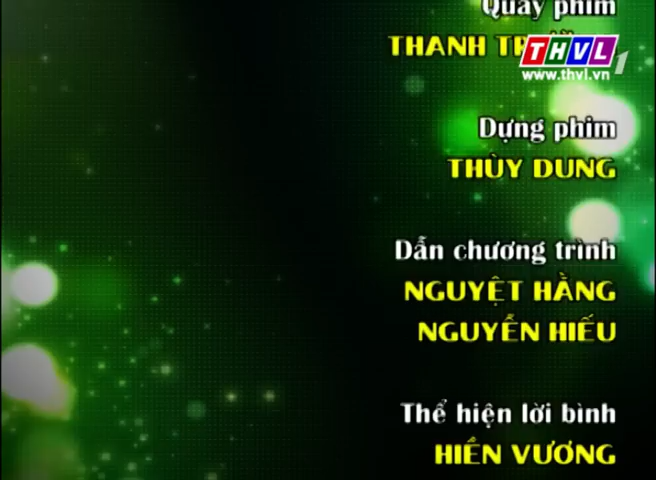 Quay phim
THANH
THVL1
www.thvl.vn
Dựng phim
THÙY DUNG
Dẫn chương trình
NGUYỆT HẰNG
NGUYỄN HIẾU
Thể hiện lời bình
HIỀN VƯƠNG